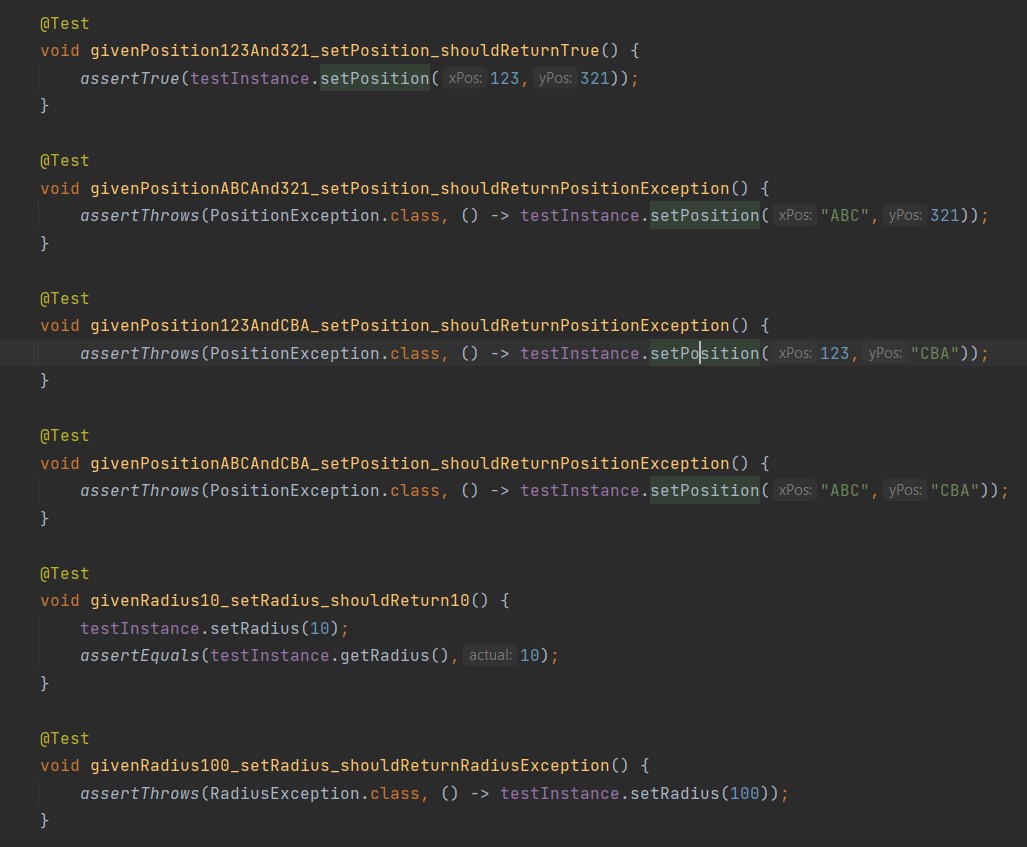 @Test
void givenPosition123And321_setPosition_shouldReturnTrue() {
assertTrue(testInstance.setPosition( xPos: 123, yPos: 321));
}
@Test
void givenPositionABCAnd321_setPosition_shouldReturnPositionException() {
assertThrows(PositionException.class, () -> testInstance.setPosition( xPos: "ABC", yPos: 321));
}
@Test
void givenPosition123AndCBA_setPosition_shouldReturnPositionException() {
assertThrows(PositionException.class, () -> testInstance.setPosition( xPos: 123, yPos: "CBA"));
}
@Test
void givenPositionABCAndCBA_setPosition_shouldReturnPositionException() {
assertThrows(PositionException.class, () -> testInstance.setPosition( xPos: "ABC", yPos: "CBA"));
}
@Test
void givenRadius10_setRadius_shouldReturn10() {
testInstance.setRadius(10);
assertEquals(testInstance.getRadius(), actual: 10);
}
@Test
void givenRadius100_setRadius_shouldReturnRadiusException() {
assertThrows(RadiusException.class, () -> testInstance.setRadius(100));
}